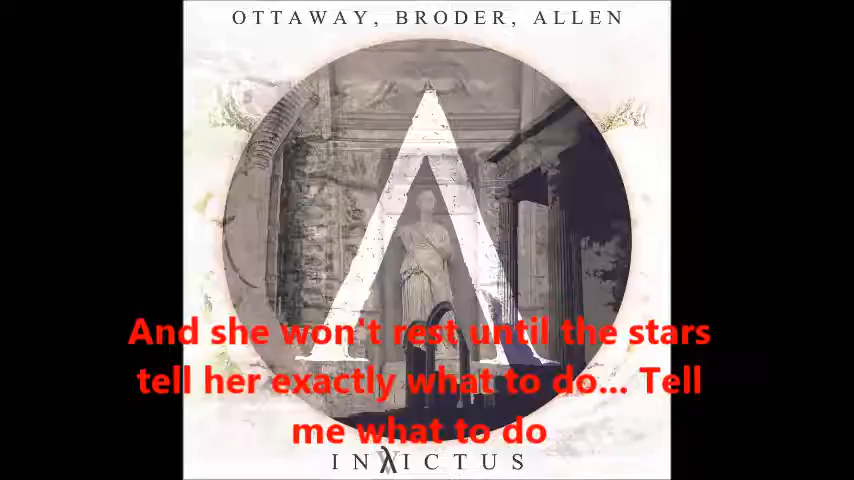 OTTAWAY, BRODER, ALLEN
And she won't rest until the stars
tell her exactly what to do... Tell
me what to do
INVICTUS